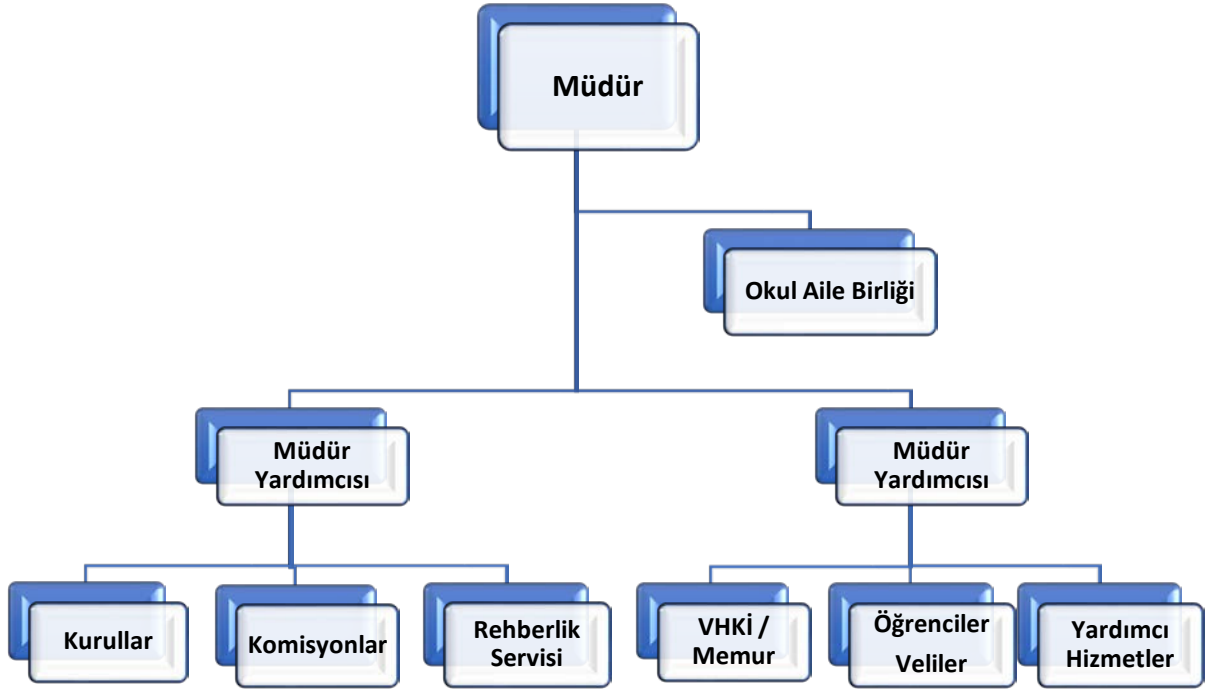 Müdür
Okul Aile Birliği
Müdür
Yardımcısı
Müdür
Yardımcısı
Kurullar
Komisyonlar
Rehberlik
Servisi
VHKİ /
Memur
Öğrenciler
Veliler
Yardımcı
Hizmetler